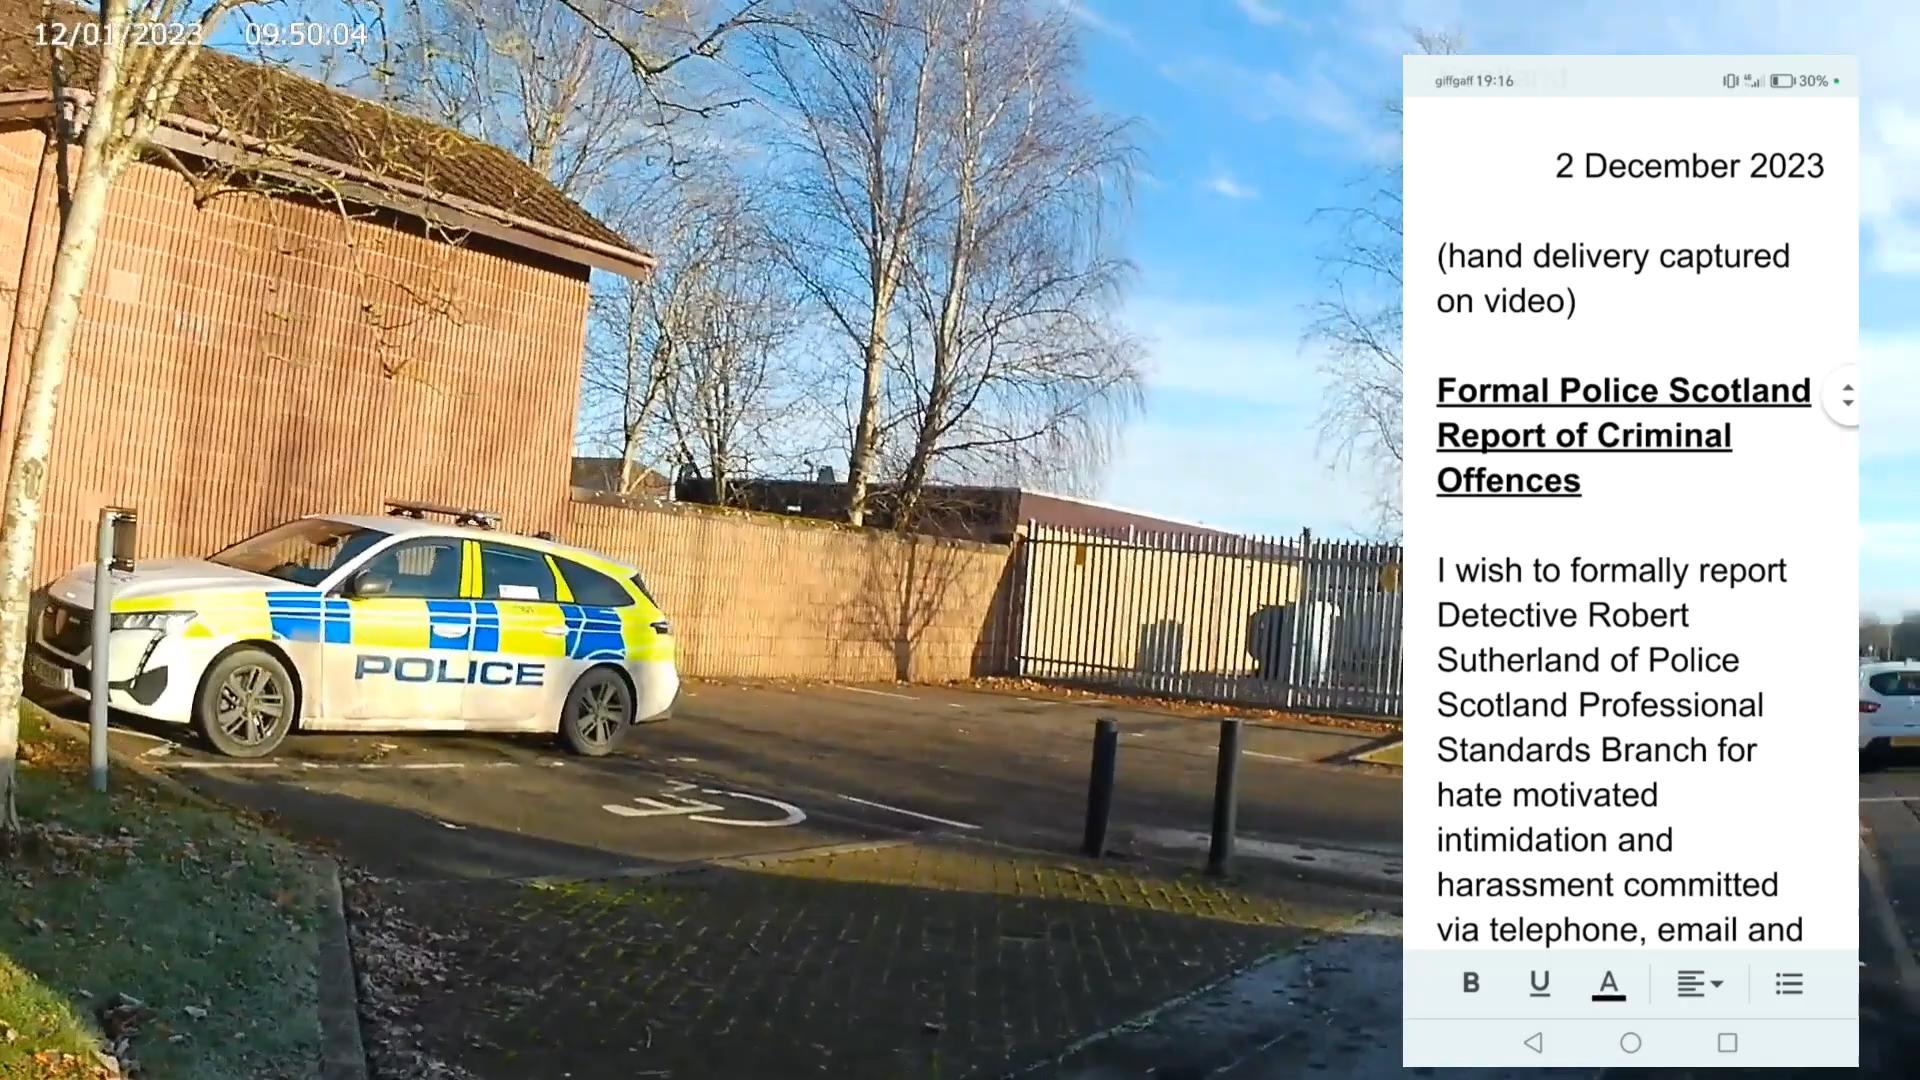 12/01/2023 09:50:04
POLICE
giffgaff 19:16
30%
2 December 2023
(hand delivery captured
on video)
Formal Police Scotland
Report of Criminal
Offences
I wish to formally report
Detective Robert
Sutherland of Police
Scotland Professional
Standards Branch for
hate motivated
intimidation and
harassment committed
via telephone, email and
B U A